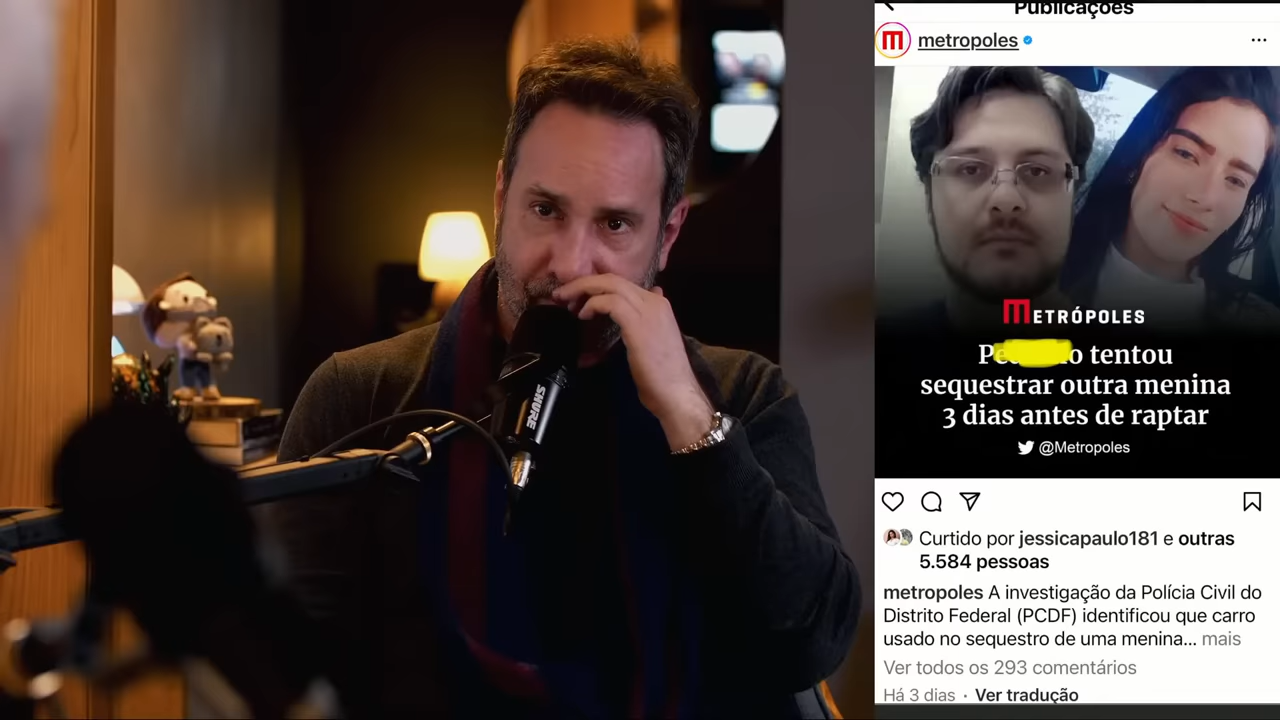 Publicações
metropoles
METRÓPOLES
tentou
sequestrar outra menina
3 dias antes de raptar
@Metropoles
Curtido por jessicapaulo181 e outras
5.584 pessoas
metropoles A investigação da Polícia Civil do
Distrito Federal (PCDF) identificou que carro
usado no sequestro de uma menina... mais
Ver todos os 293 comentários
Há 3 dias · Ver tradução
SHURE